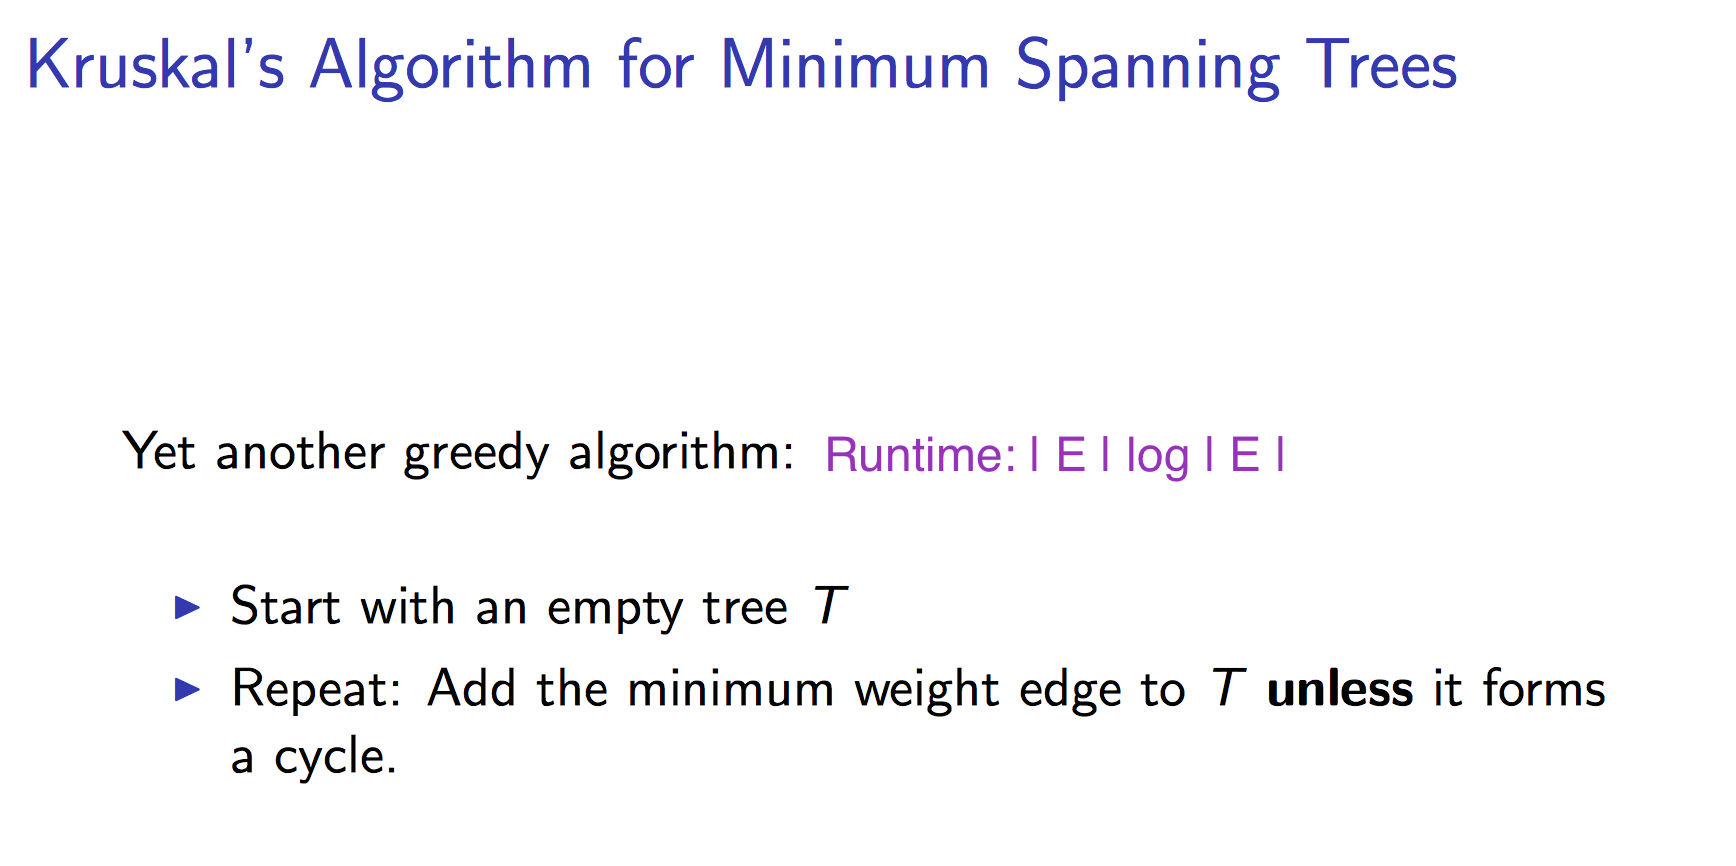 Kruskal's Algorithm for Minimum Spanning Trees
Yet another greedy algorithm: Runtime: | E | log | E |
▶ Start with an empty tree T
▶ Repeat: Add the minimum weight edge to T unless it forms
a cycle.